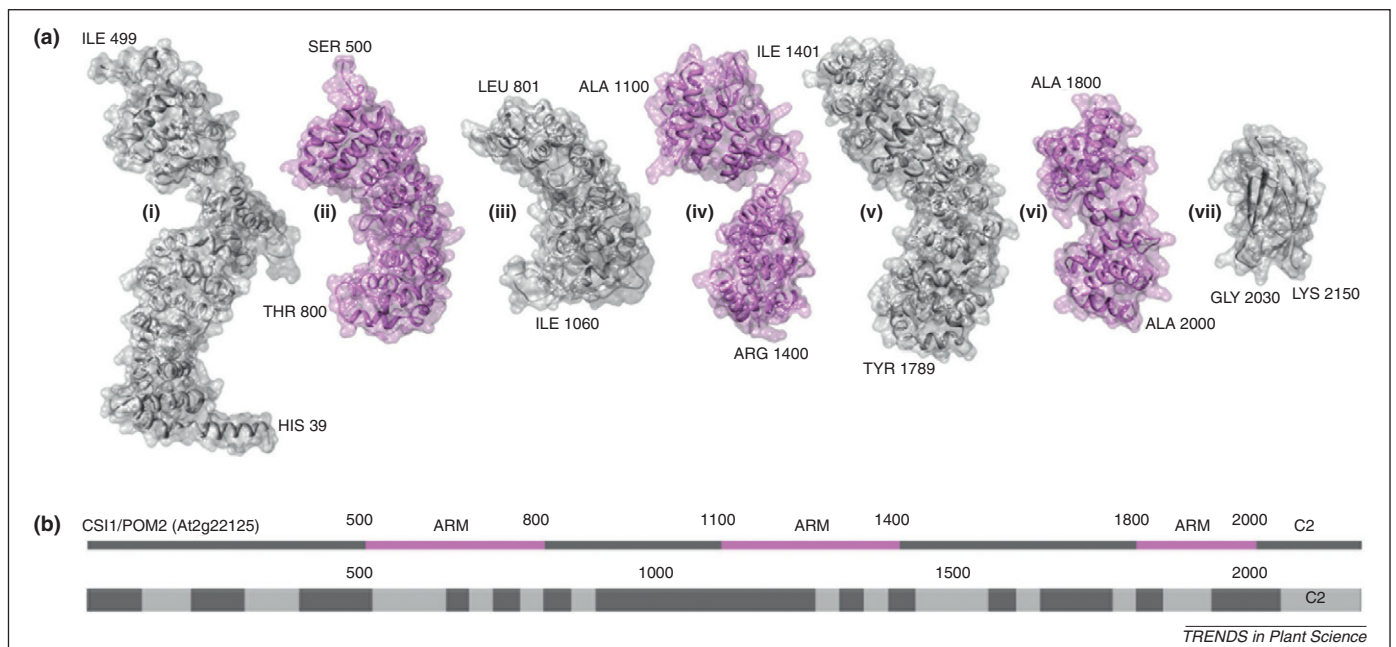 (a)
ILE 499
SER 500
LEU 801
ALA 1100
ILE 1401
ALA 1800
(i)
(ii)
(iii)
(iv)
(v)
(vi)
(vii)
THR 800
ILE 1060
ARG 1400
TYR 1789
ALA 2000
GLY 2030
LYS 2150
HIS 39
(b)
CSI1/POM2 (At2g22125)
500 ARM 800 1100 ARM 1400 1800 ARM 2000 C2
500 1000 1500 2000
C2
TRENDS in Plant Science